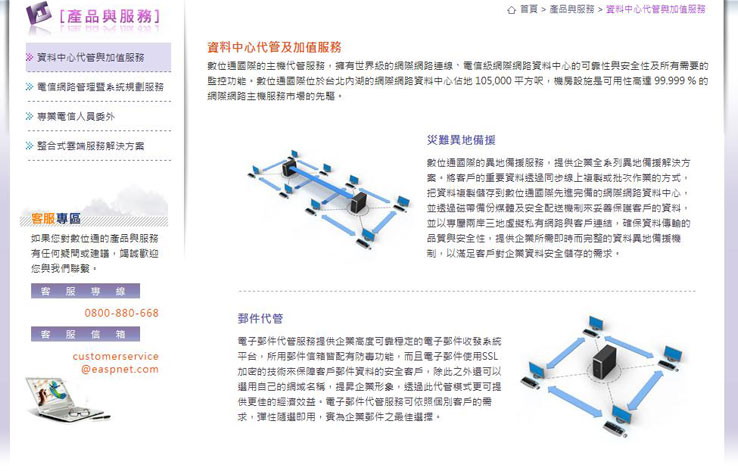 [產品與服務]
首頁 > 產品與服務 > 資料中心代管與加值服務
資料中心代管與加值服務
電信網路管理暨系統規劃服務
專業電信人員委外
整合式雲端服務解決方案
客服專區
如果您對數位通的產品與服務
有任何疑問或建議，竭誠歡迎
您與我們聯繫。
客服專線
0800-880-668
客服信箱
customerservice
@easpnet.com
資料中心代管及加值服務
數位通國際的主機代管服務，擁有世界級的網際網路連線、電信級網際網路資料中心的可靠性與安全性及所有需要的
監控功能。數位通國際位於台北內湖的網際網路資料中心佔地 105,000 平方呎，機房設施是可用性高達 99.999 % 的
網際網路主機服務市場的先驅。
災難異地備援
數位通國際的異地備援服務，提供企業全系列異地備援解決方
案。將客戶的重要資料透過同步線上複製或批次作業的方式，
把資料複製儲存到數位通國際先進完備的網際網路資料中心，
並透過磁帶備份媒體及安全配送機制來妥善保護客戶的資料，
並以專屬兩岸三地虛擬私有網路與客戶連結，確保資料傳輸的
品質與安全性。提供企業所需即時而完整的資料異地備援機
制，以滿足客戶對企業資料安全儲存的需求。
郵件代管
電子郵件代管服務提供企業高度可靠穩定的電子郵件收發系統
平台，所用郵件信箱皆配有防毒功能，而且電子郵件使用SSL
加密的技術來保障客戶郵件資料的安全客戶，除此之外還可以
選用自己的網域名稱，提昇企業形象，透過此代管模式更可提
供更佳的經濟效益。電子郵件代管服務可依照個別客戶的需
求，彈性隨選即用，實為企業郵件之最佳選擇。